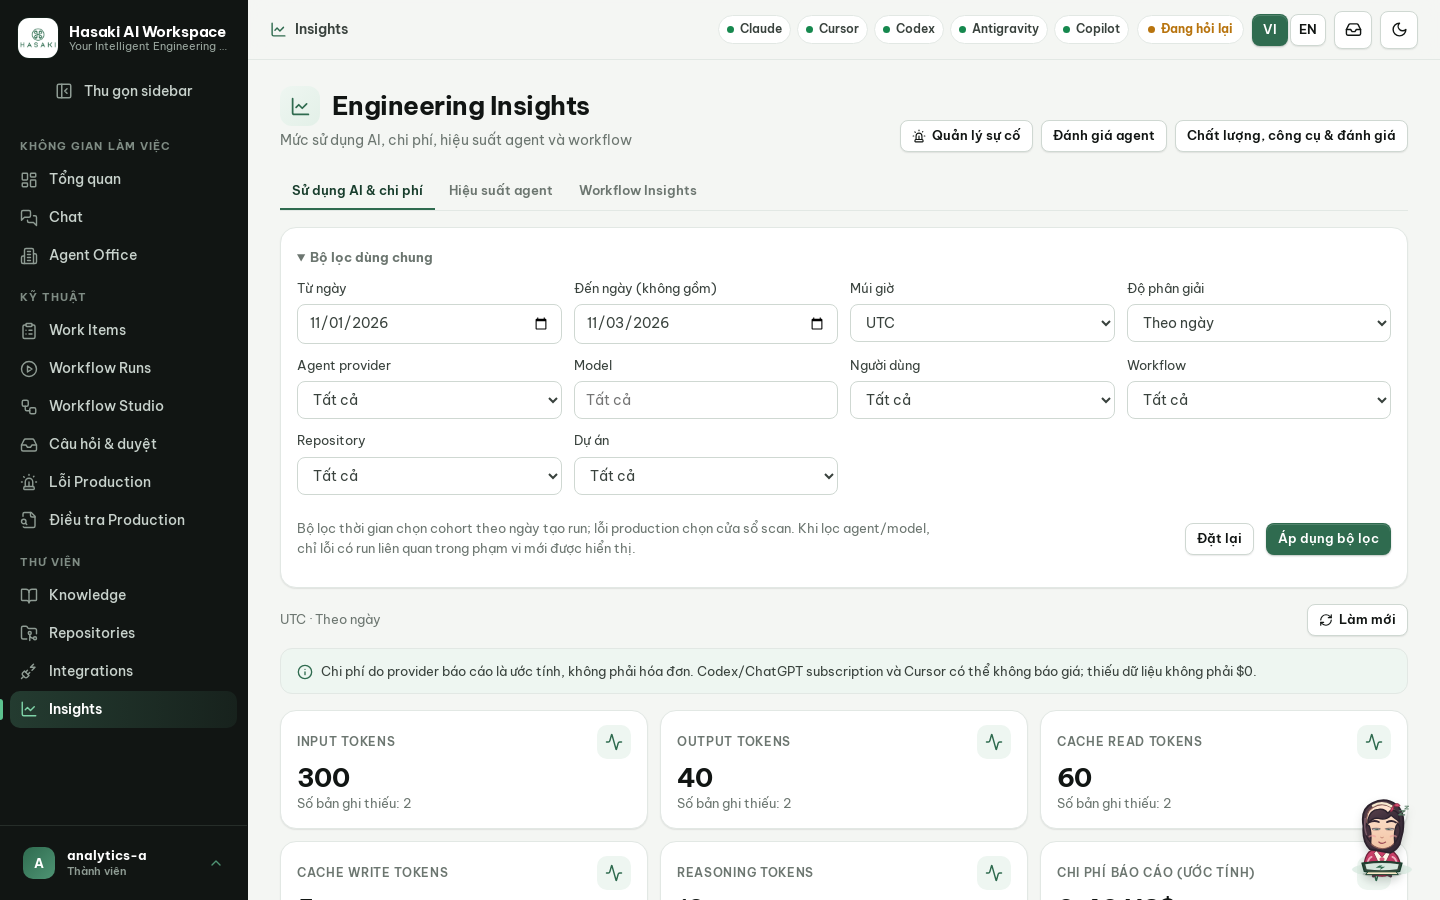 HASAKI
Hasaki AI Workspace
Your Intelligent Engineering ...
Thu gọn sidebar
KHÔNG GIAN LÀM VIỆC
Tổng quan
Chat
Agent Office
KỸ THUẬT
Work Items
Workflow Runs
Workflow Studio
Câu hỏi & duyệt
Lỗi Production
Điều tra Production
THƯ VIỆN
Knowledge
Repositories
Integrations
Insights
A
analytics-a
Thành viên
Insights
Claude
Cursor
Codex
Antigravity
Copilot
Đang hỏi lại
VI
EN
Engineering Insights
Mức sử dụng AI, chi phí, hiệu suất agent và workflow
Quản lý sự cố
Đánh giá agent
Chất lượng, công cụ & đánh giá
Sử dụng AI & chi phí
Hiệu suất agent
Workflow Insights
Bộ lọc dùng chung
Từ ngày
Đến ngày (không gồm)
Múi giờ
Độ phân giải
11/01/2026
11/03/2026
UTC
Theo ngày
Agent provider
Model
Người dùng
Workflow
Tất cả
Tất cả
Tất cả
Tất cả
Repository
Dự án
Tất cả
Tất cả
Bộ lọc thời gian chọn cohort theo ngày tạo run; lỗi production chọn cửa sổ scan. Khi lọc agent/model,
chỉ lỗi có run liên quan trong phạm vi mới được hiển thị.
Đặt lại
Áp dụng bộ lọc
UTC · Theo ngày
Làm mới
Chi phí do provider báo cáo là ước tính, không phải hóa đơn. Codex/ChatGPT subscription và Cursor có thể không báo giá; thiếu dữ liệu không phải $0.
INPUT TOKENS
300
Số bản ghi thiếu: 2
OUTPUT TOKENS
40
Số bản ghi thiếu: 2
CACHE READ TOKENS
60
Số bản ghi thiếu: 2
CACHE WRITE TOKENS
REASONING TOKENS
CHI PHÍ BÁO CÁO (ƯỚC TÍNH)